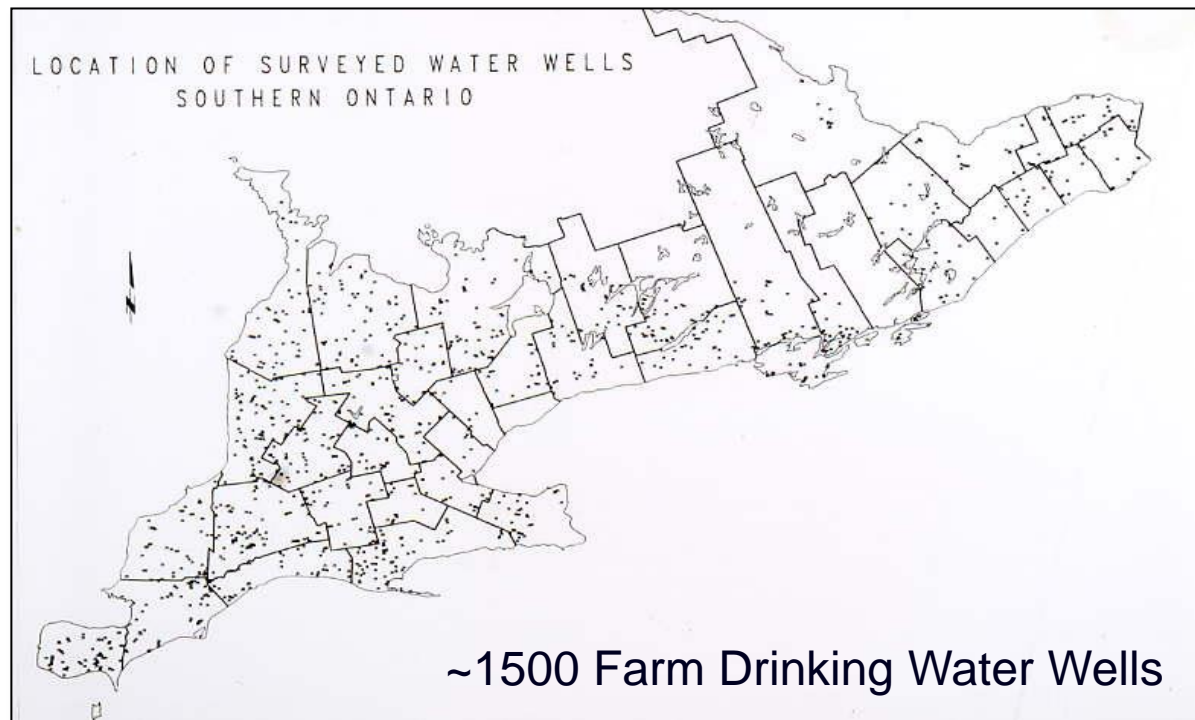 LOCATION OF SURVEYED WATER WELLS
SOUTHERN ONTARIO
N
~1500 Farm Drinking Water Wells